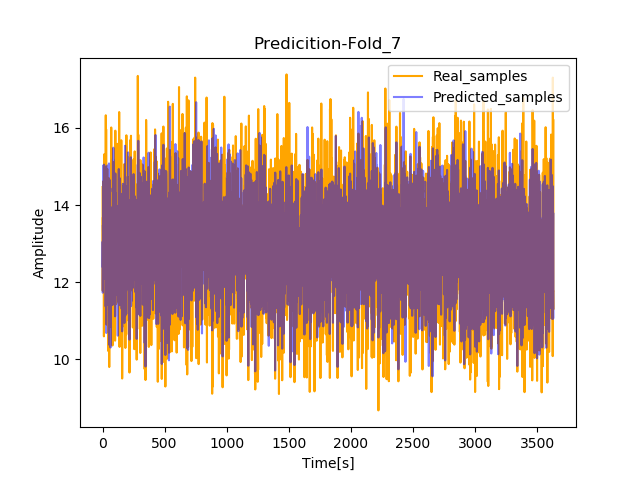 Predicition-Fold_7
Real_samples
Predicted_samples
16
14
12
10
Amplitude
0 500 1000 1500 2000 2500 3000 3500
Time[s]